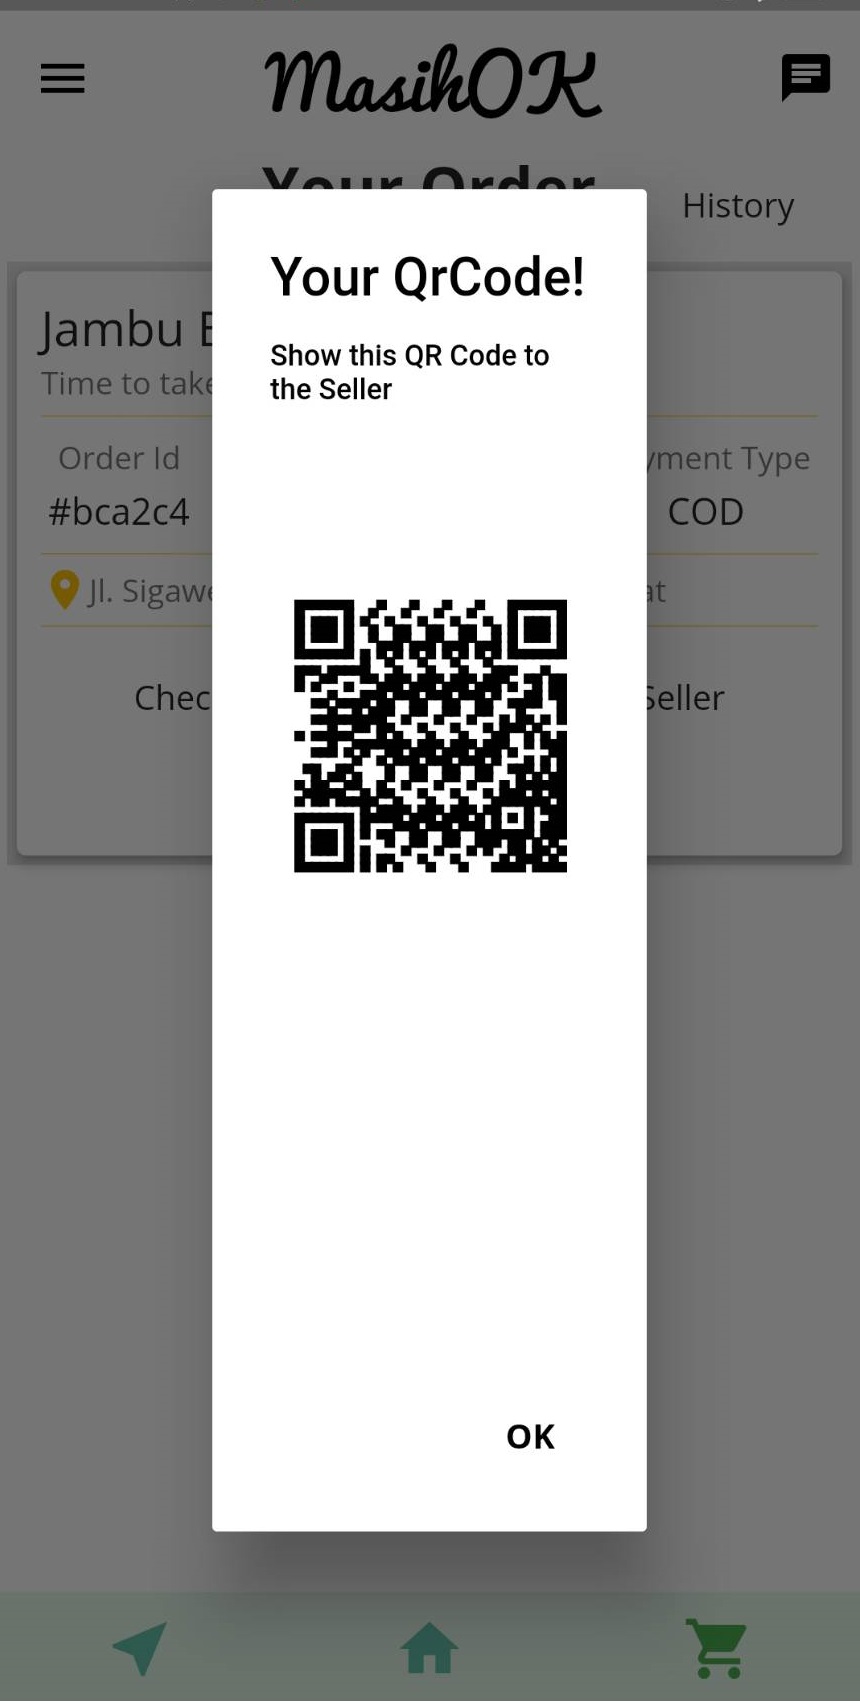 MasihOK
Your Order
History
Your QrCode!
Show this QR Code to
the Seller
Jambu
Time to take
Order Id
yment Type
#bca2c4
COD
Jl. Sigawe
at
Chec
Seller
OK